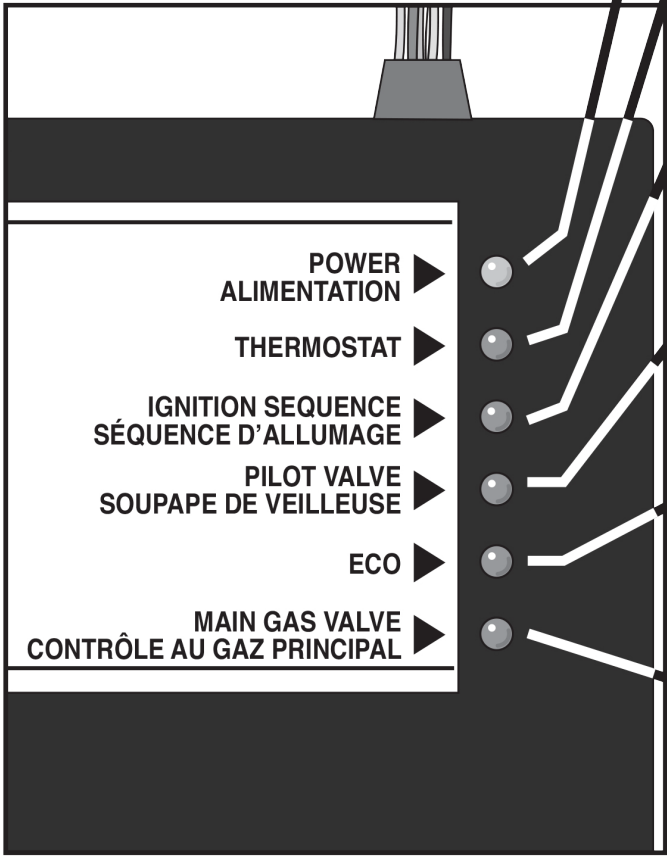 POWER
ALIMENTATION
THERMOSTAT
IGNITION SEQUENCE
SÉQUENCE D’ALLUMAGE
PILOT VALVE
SOUPAPE DE VEILLEUSE
ECO
MAIN GAS VALVE
CONTRÔLE AU GAZ PRINCIPAL